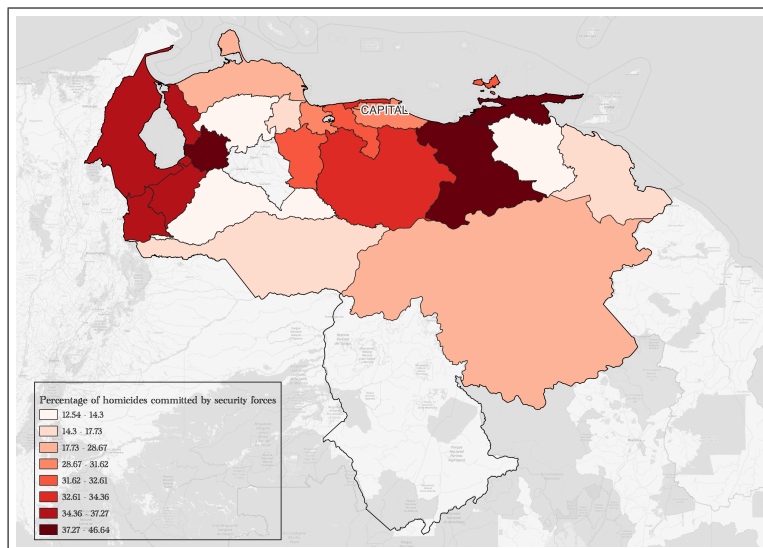 CAPITAL
Percentage of homicides committed by security forces
12.54 - 14.3
14.3 - 17.73
17.73 - 28.67
28.67 - 31.62
31.62 - 32.61
32.61 - 34.36
34.36 - 37.27
37.27 - 46.64